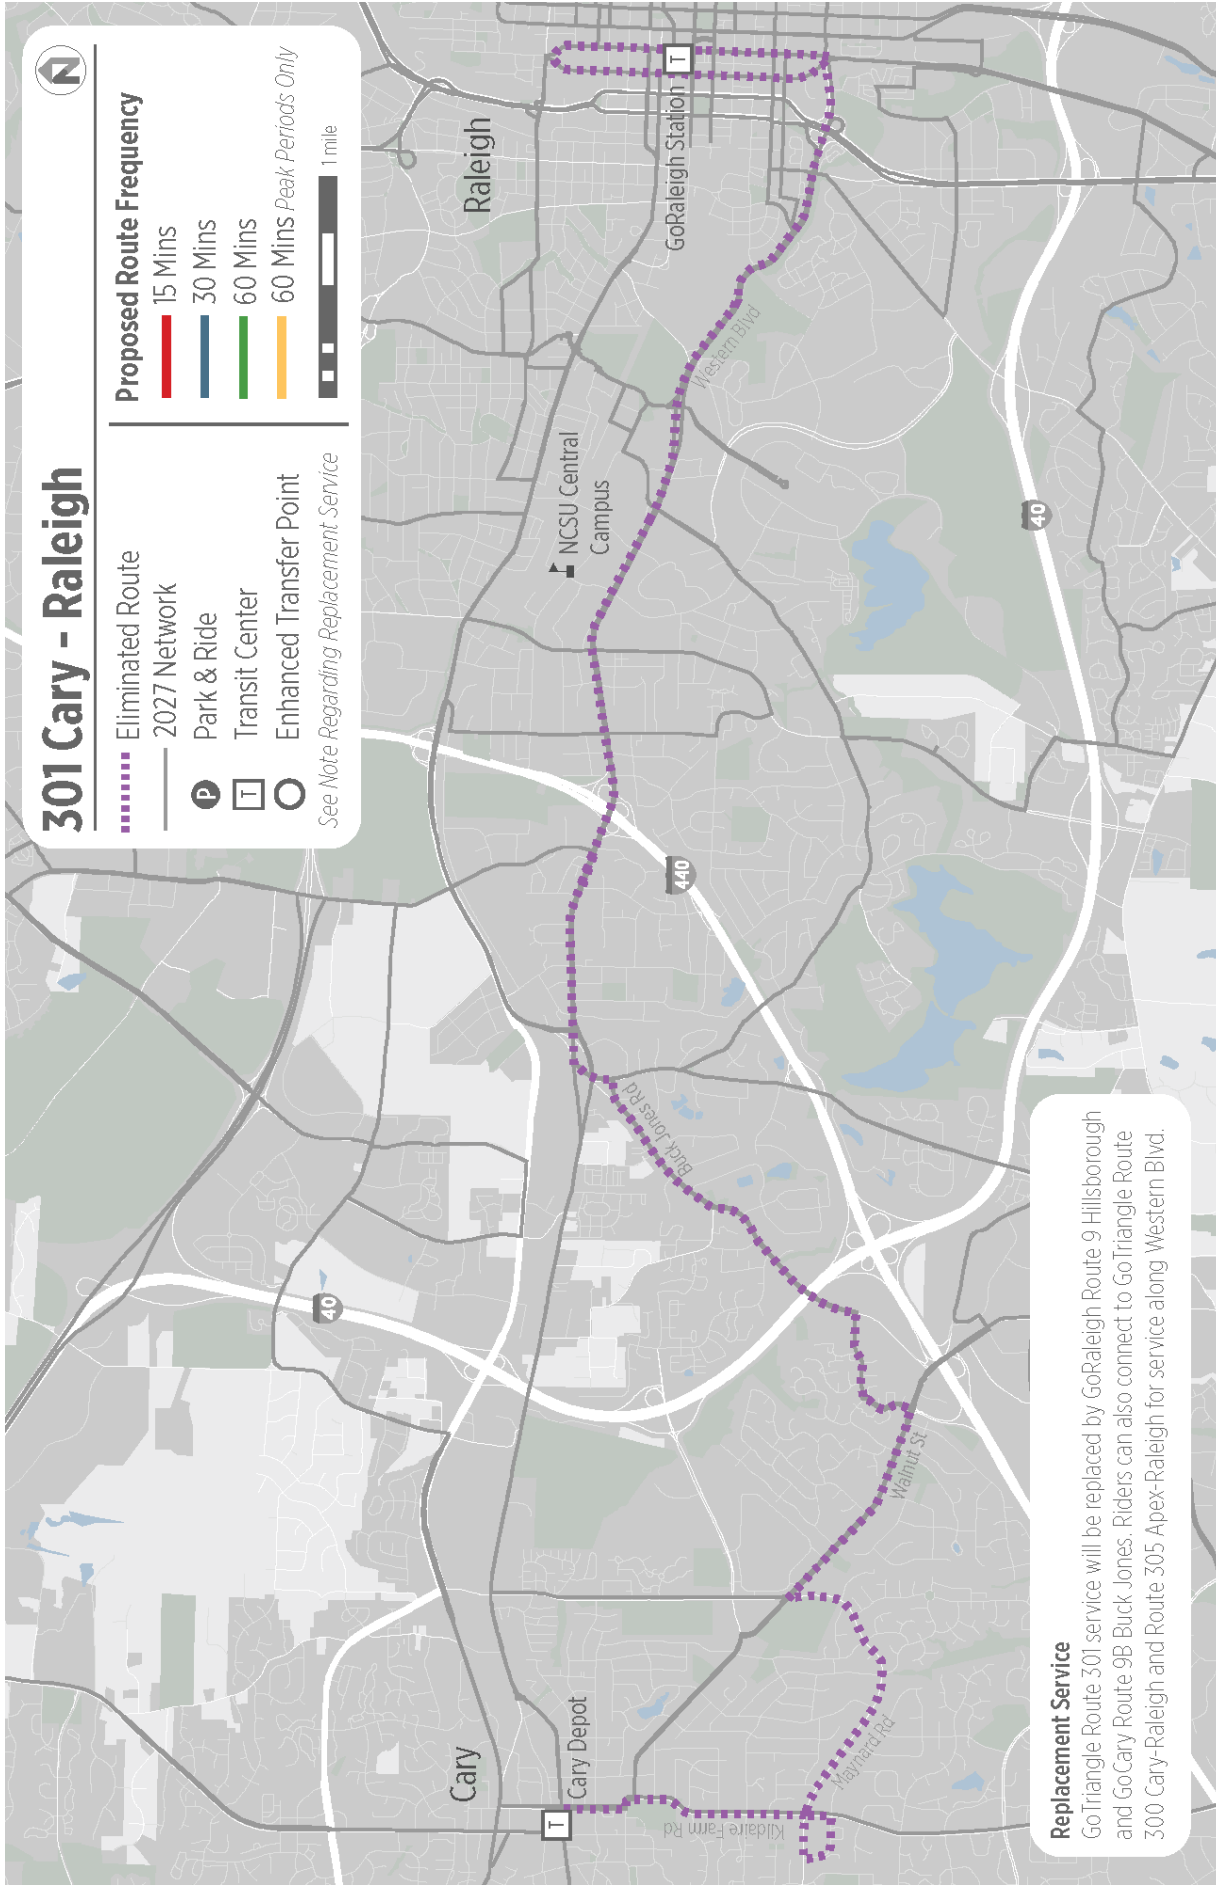 301 Cary - Raleigh
N
Eliminated Route
2027 Network
P
Park & Ride
T
Transit Center
Enhanced Transfer Point
See Note Regarding Replacement Service
Proposed Route Frequency
15 Mins
30 Mins
60 Mins
60 Mins Peak Periods Only
1 mile
Raleigh
GoRaleigh Station
T
Western Blvd
NCSU Central
Campus
40
440
Buck Jones Rd
40
Walnut St
Cary
Cary Depot
T
Kildaire Farm Rd
Maynard Rd
Replacement Service
GoTriangle Route 301 service will be replaced by GoRaleigh Route 9 Hillsborough
and GoCary Route 9B Buck Jones. Riders can also connect to GoTriangle Route
300 Cary-Raleigh and Route 305 Apex-Raleigh for service along Western Blvd.